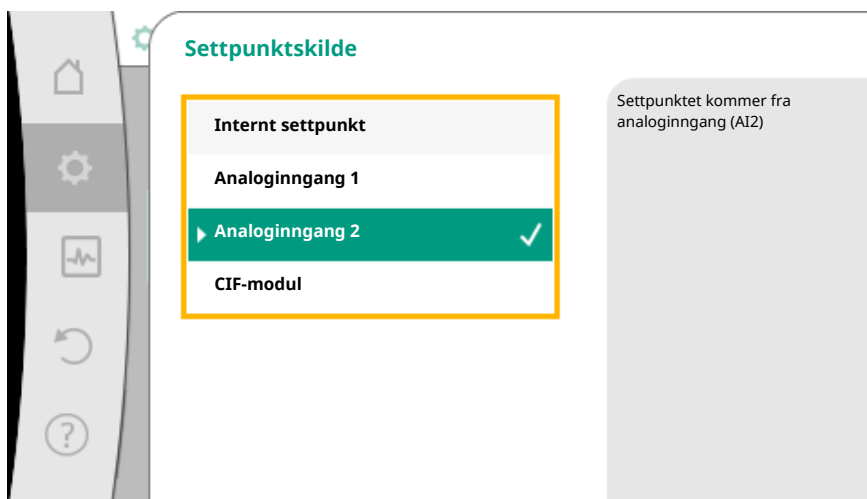 Settpunktskilde
Internt settpunkt
Analoginngang 1
Analoginngang 2
CIF-modul
Settpunktet kommer fra
analoginngang (AI2)
?